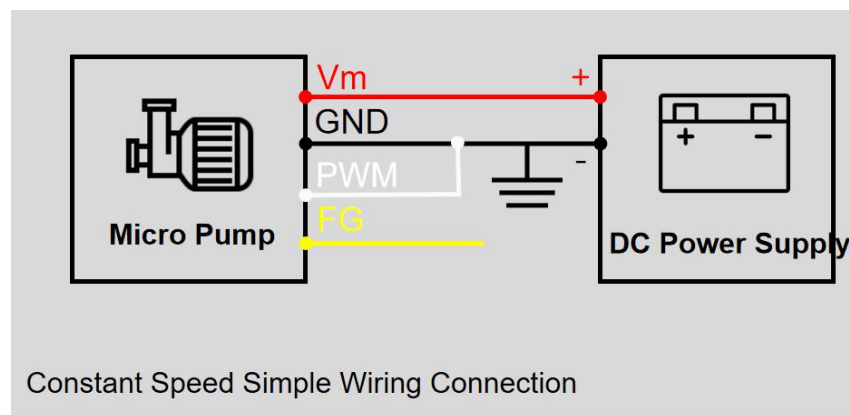 Vm
+
GND
-
PWM
FG
+ -
Micro Pump
DC Power Supply
Constant Speed Simple Wiring Connection